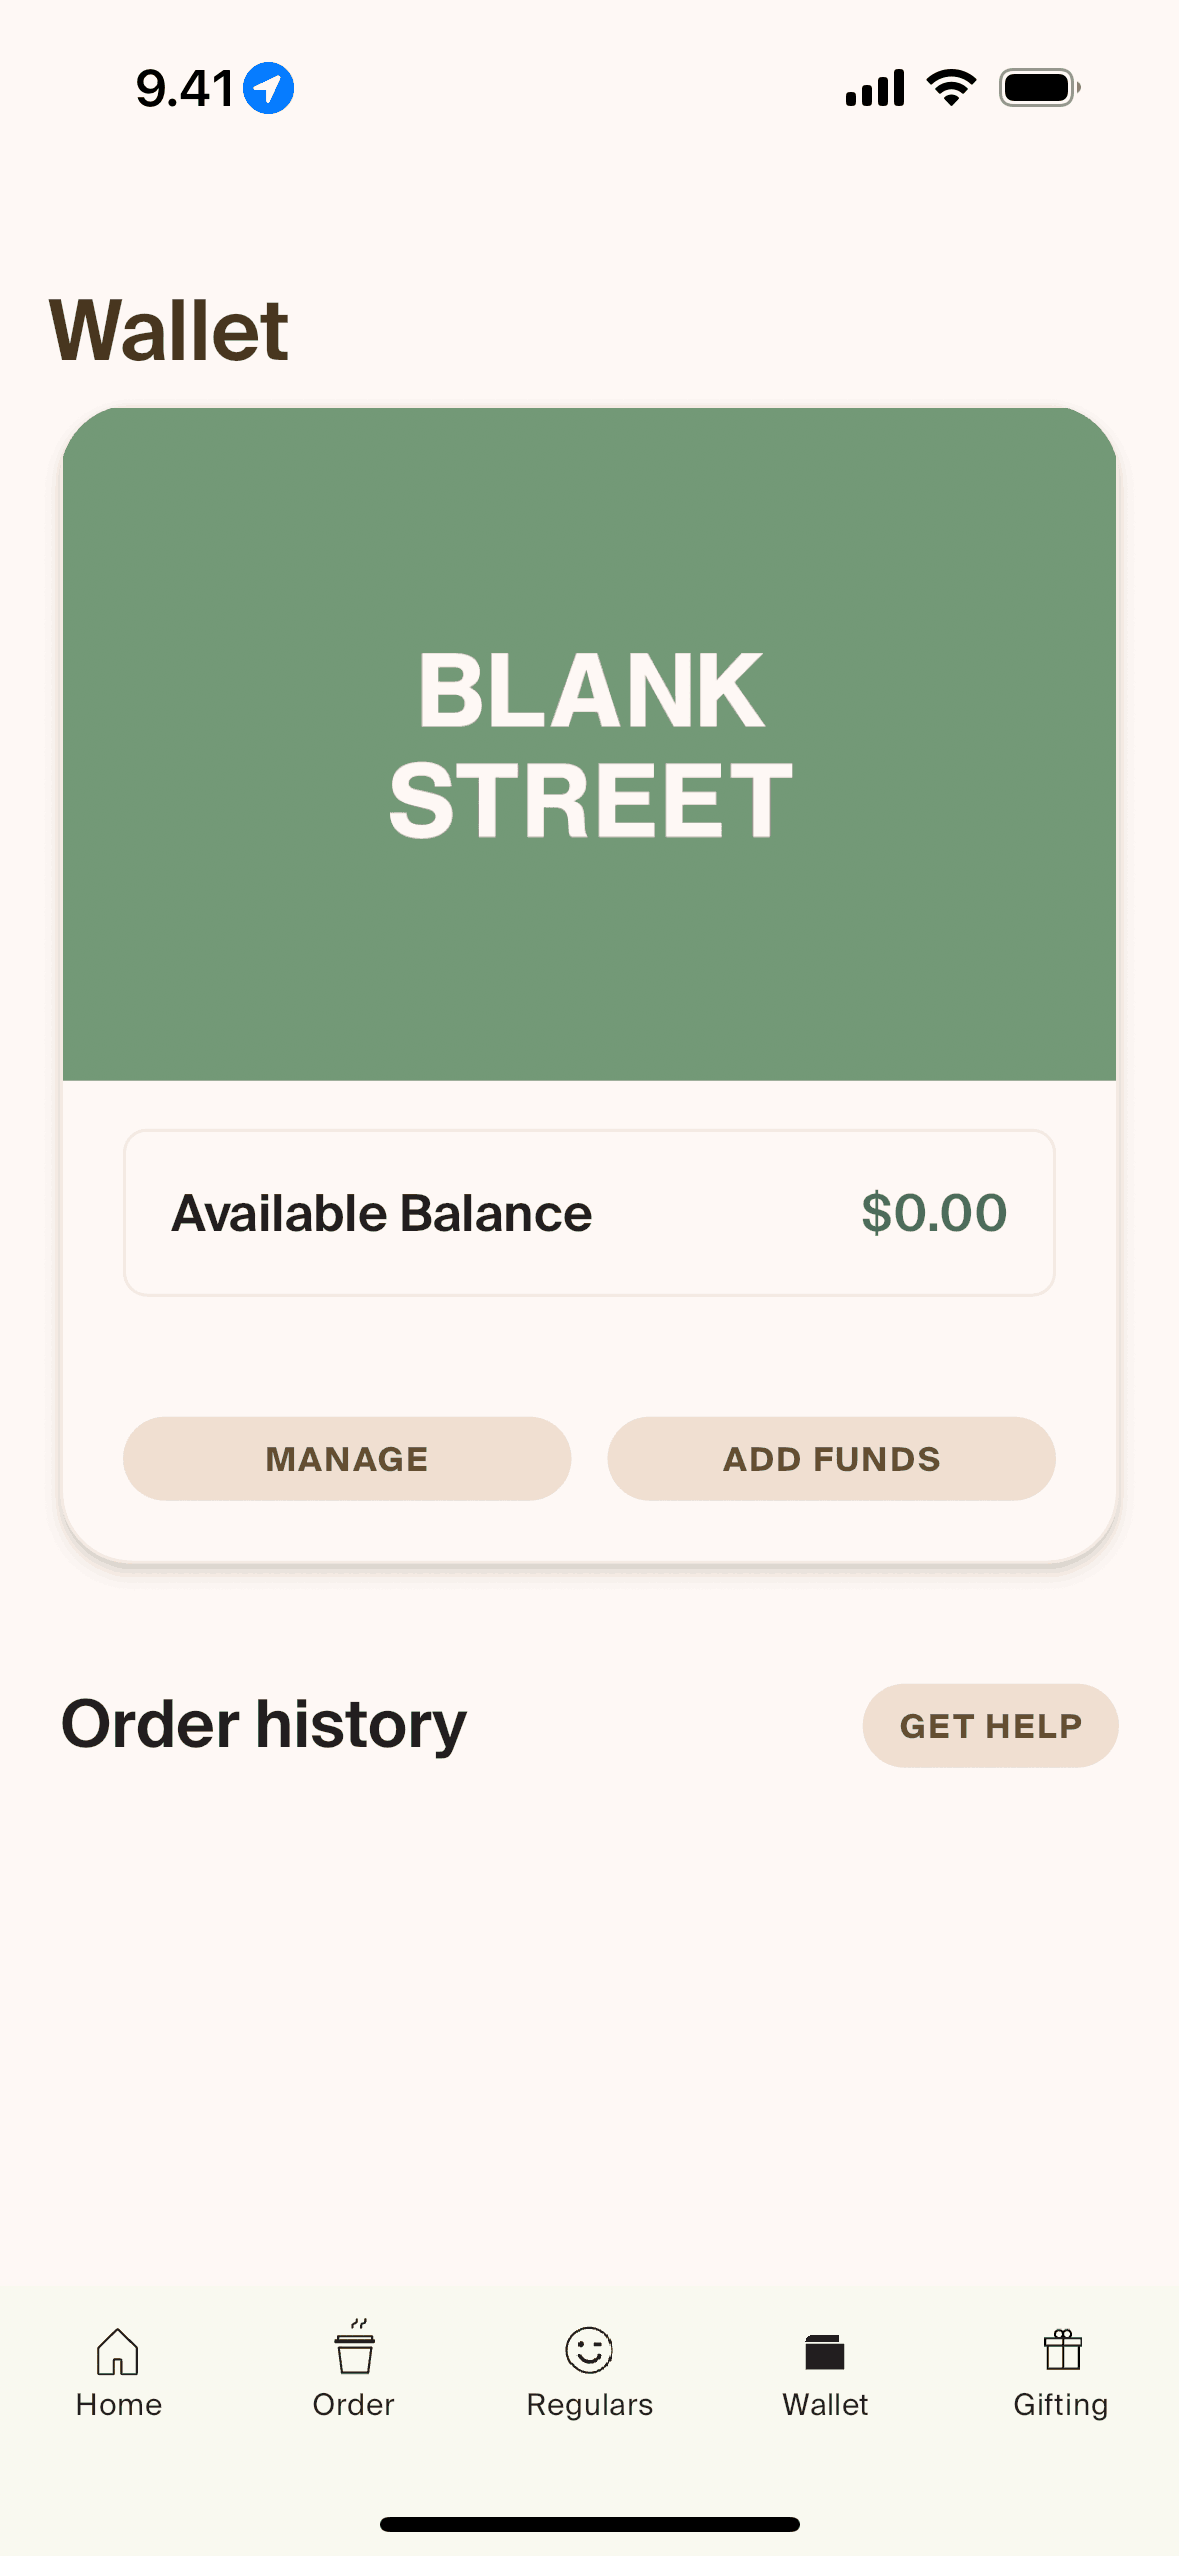 9.41
Wallet
BLANK
STREET
Available Balance $0.00
MANAGE ADD FUNDS
Order history GET HELP
Home Order Regulars Wallet Gifting